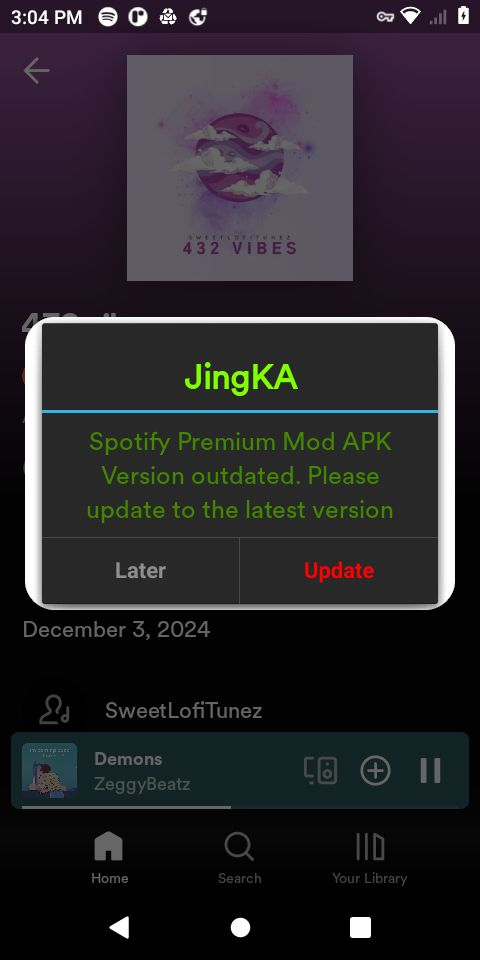 3:04 PM
SWEETLOFITUNEZ
432 VIBES
JingKA
Spotify Premium Mod APK
Version outdated. Please
update to the latest version
Later
Update
December 3, 2024
SweetLofiTunez
Demons
ZeggyBeatz
Home
Search
Your Library